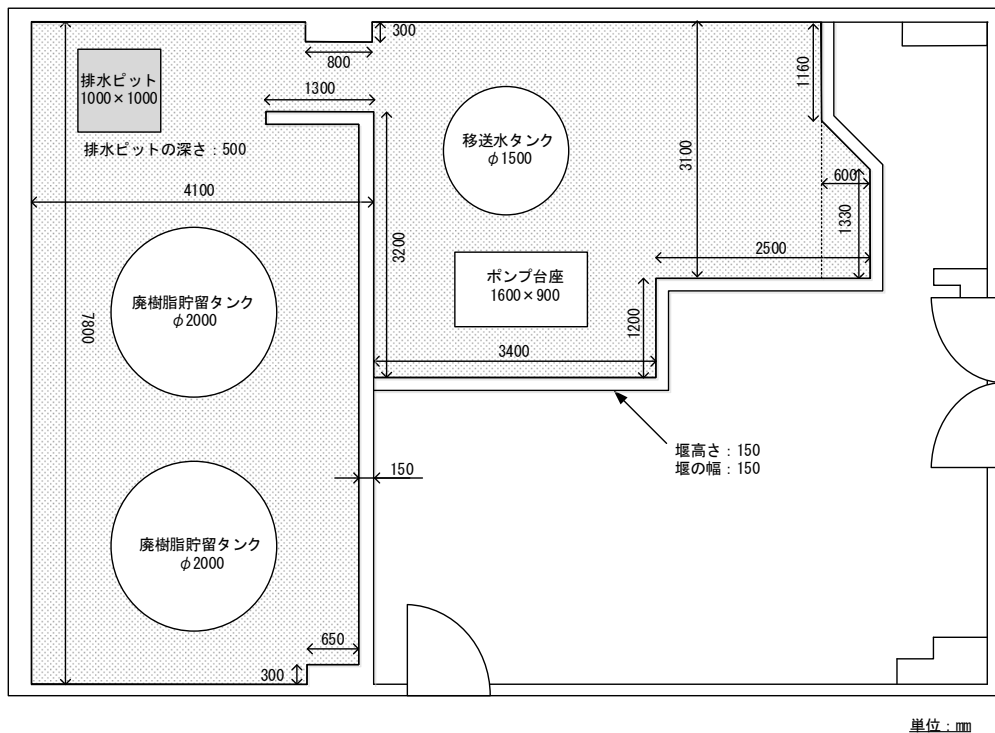 300
800
1160
排水ピット
1000×1000
1300
移送水タンク
φ1500
排水ピットの深さ：500
3100
600
4100
1330
3200
2500
ポンプ台座
1600×900
廃樹脂貯留タンク
φ2000
7800
1200
3400
堰高さ：150
堰の幅：150
150
廃樹脂貯留タンク
φ2000
650
300
単位：mm